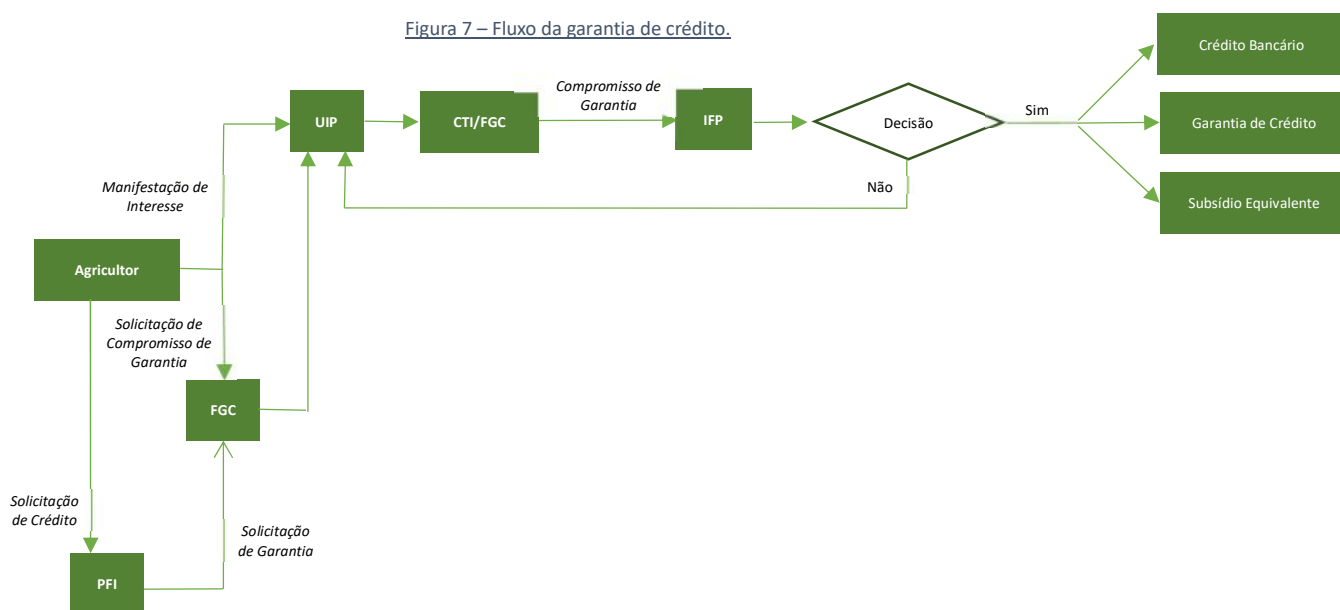 Figura 7 – Fluxo da garantia de crédito.
Crédito Bancário
Compromisso de
Garantia
Sim
UIP
CTI/FGC
IFP
Decisão
Garantia de Crédito
Manifestação de
Interesse
Não
Subsídio Equivalente
Agricultor
Solicitação de
Compromisso de
Garantia
FGC
Solicitação
de Crédito
Solicitação
de Garantia
PFI